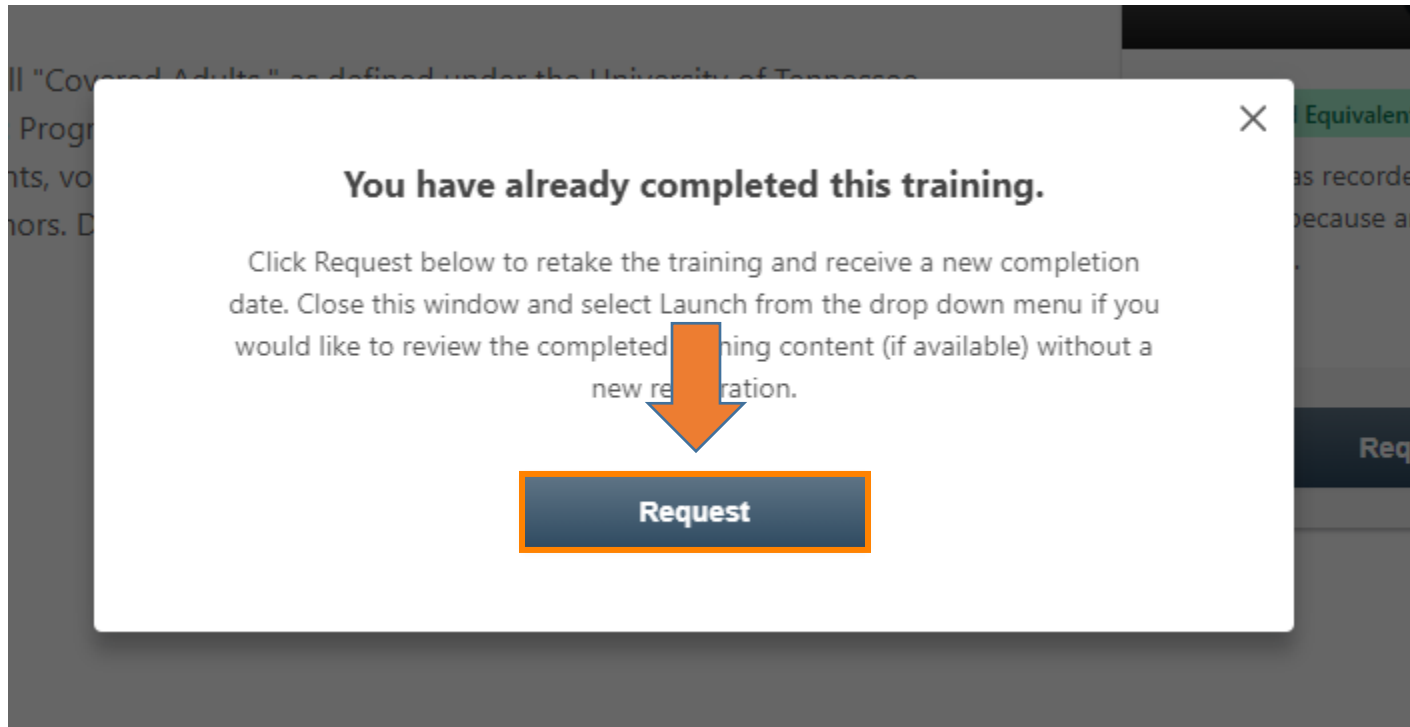 ll "Covered Adults," as defined under the University of Tennessee
Progr
nts, vo
nors. D
Equivalen
as recorde
because a
Req
You have already completed this training.
Click Request below to retake the training and receive a new completion
date. Close this window and select Launch from the drop down menu if you
would like to review the completed ning content (if available) without a
new re ration.
Request